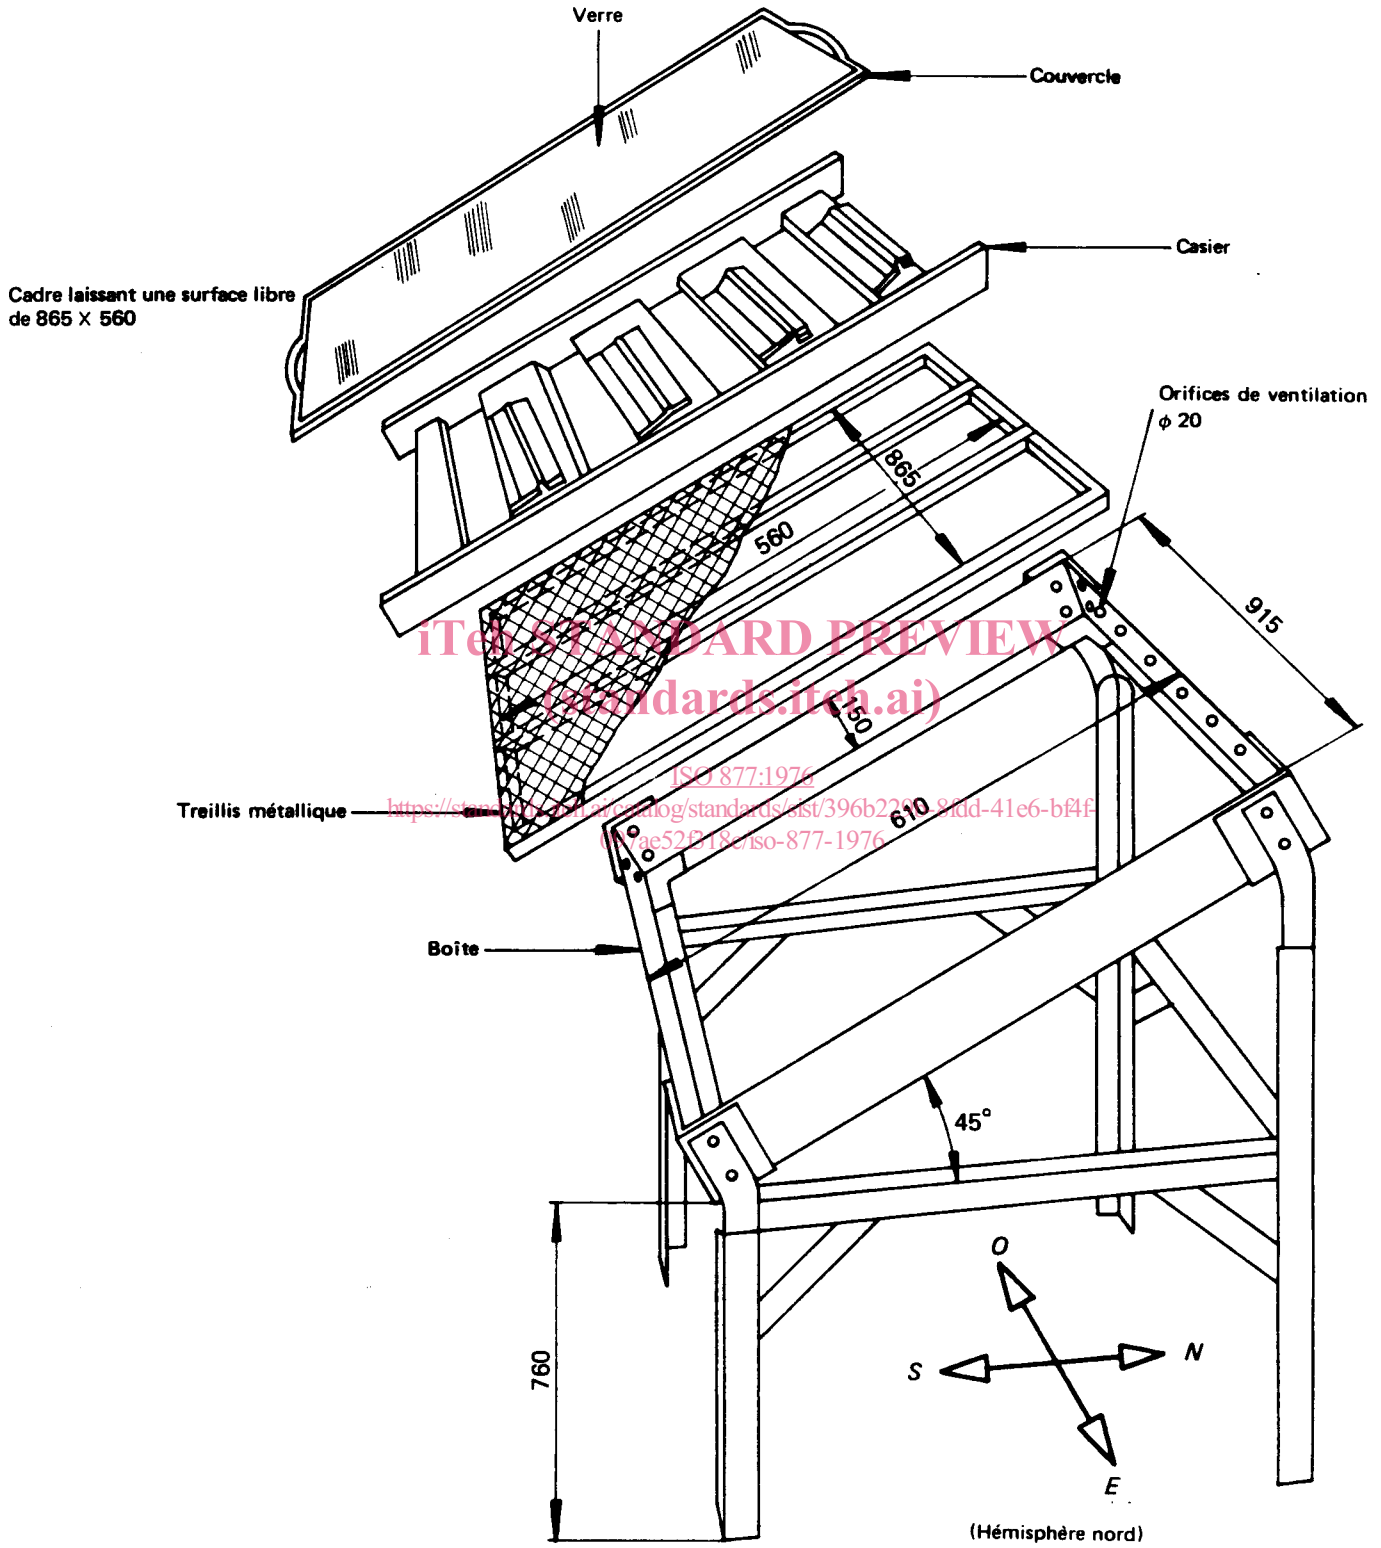 Verre
Couvercle
Casier
Cadre laissant une surface libre
de 865 X 560
Orifices de ventilation
ϕ 20
865
560
915
iTeh STANDARD PREVIEW
(standards.iteh.ai)
150
ISO 877:1976
Treillis métallique
610
Boîte
45°
760
O
S
N
E
(Hémisphère nord)